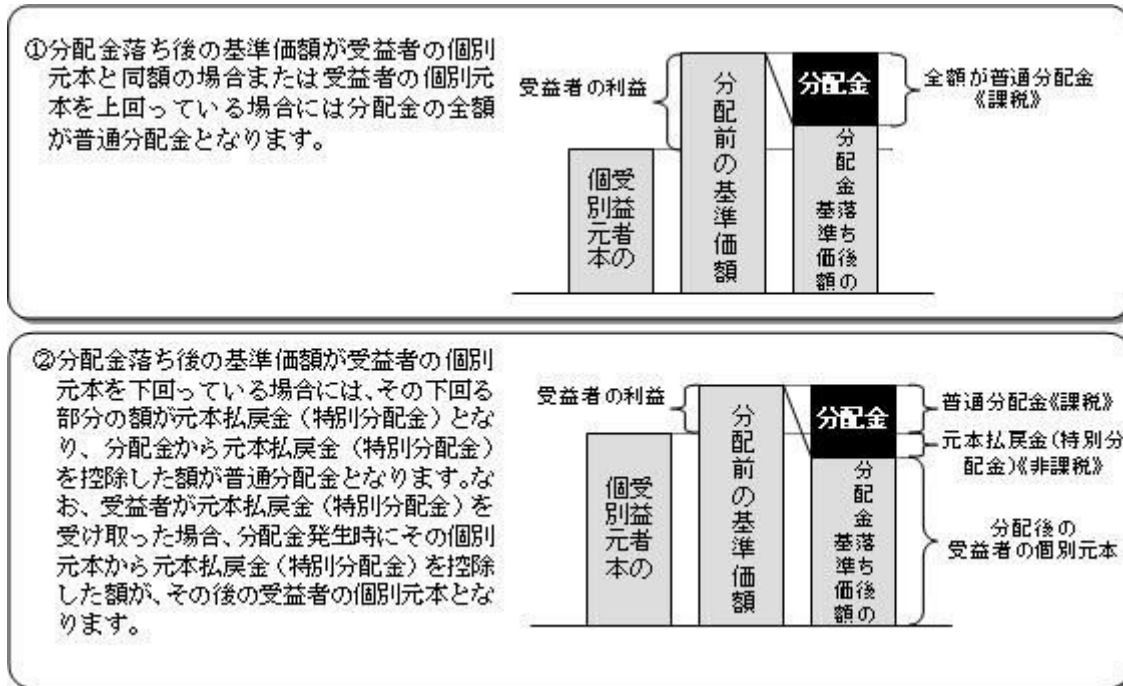 ①分配金落ち後の基準価額が受益者の個別
元本と同額の場合または受益者の個別元
本を上回っている場合には分配金の全額
が普通分配金となります。
受益者の利益
受益者の
個別元本
分配前の基準価額
分配金
分配金落ち後の
基準価額
全額が普通分配金
《課税》
②分配金落ち後の基準価額が受益者の個別
元本を下回っている場合には、その下回る
部分の額が元本払戻金（特別分配金）とな
り、分配金から元本払戻金（特別分配金）
を控除した額が普通分配金となります。な
お、受益者が元本払戻金（特別分配金）を
受け取った場合、分配金発生時にその個別
元本から元本払戻金（特別分配金）を控除
した額が、その後の受益者の個別元本とな
ります。
受益者の利益
受益者の
個別元本
分配前の基準価額
分配金
分配金落ち後の
基準価額
普通分配金《課税》
元本払戻金（特別分
配金）《非課税》
分配後の
受益者の個別元本